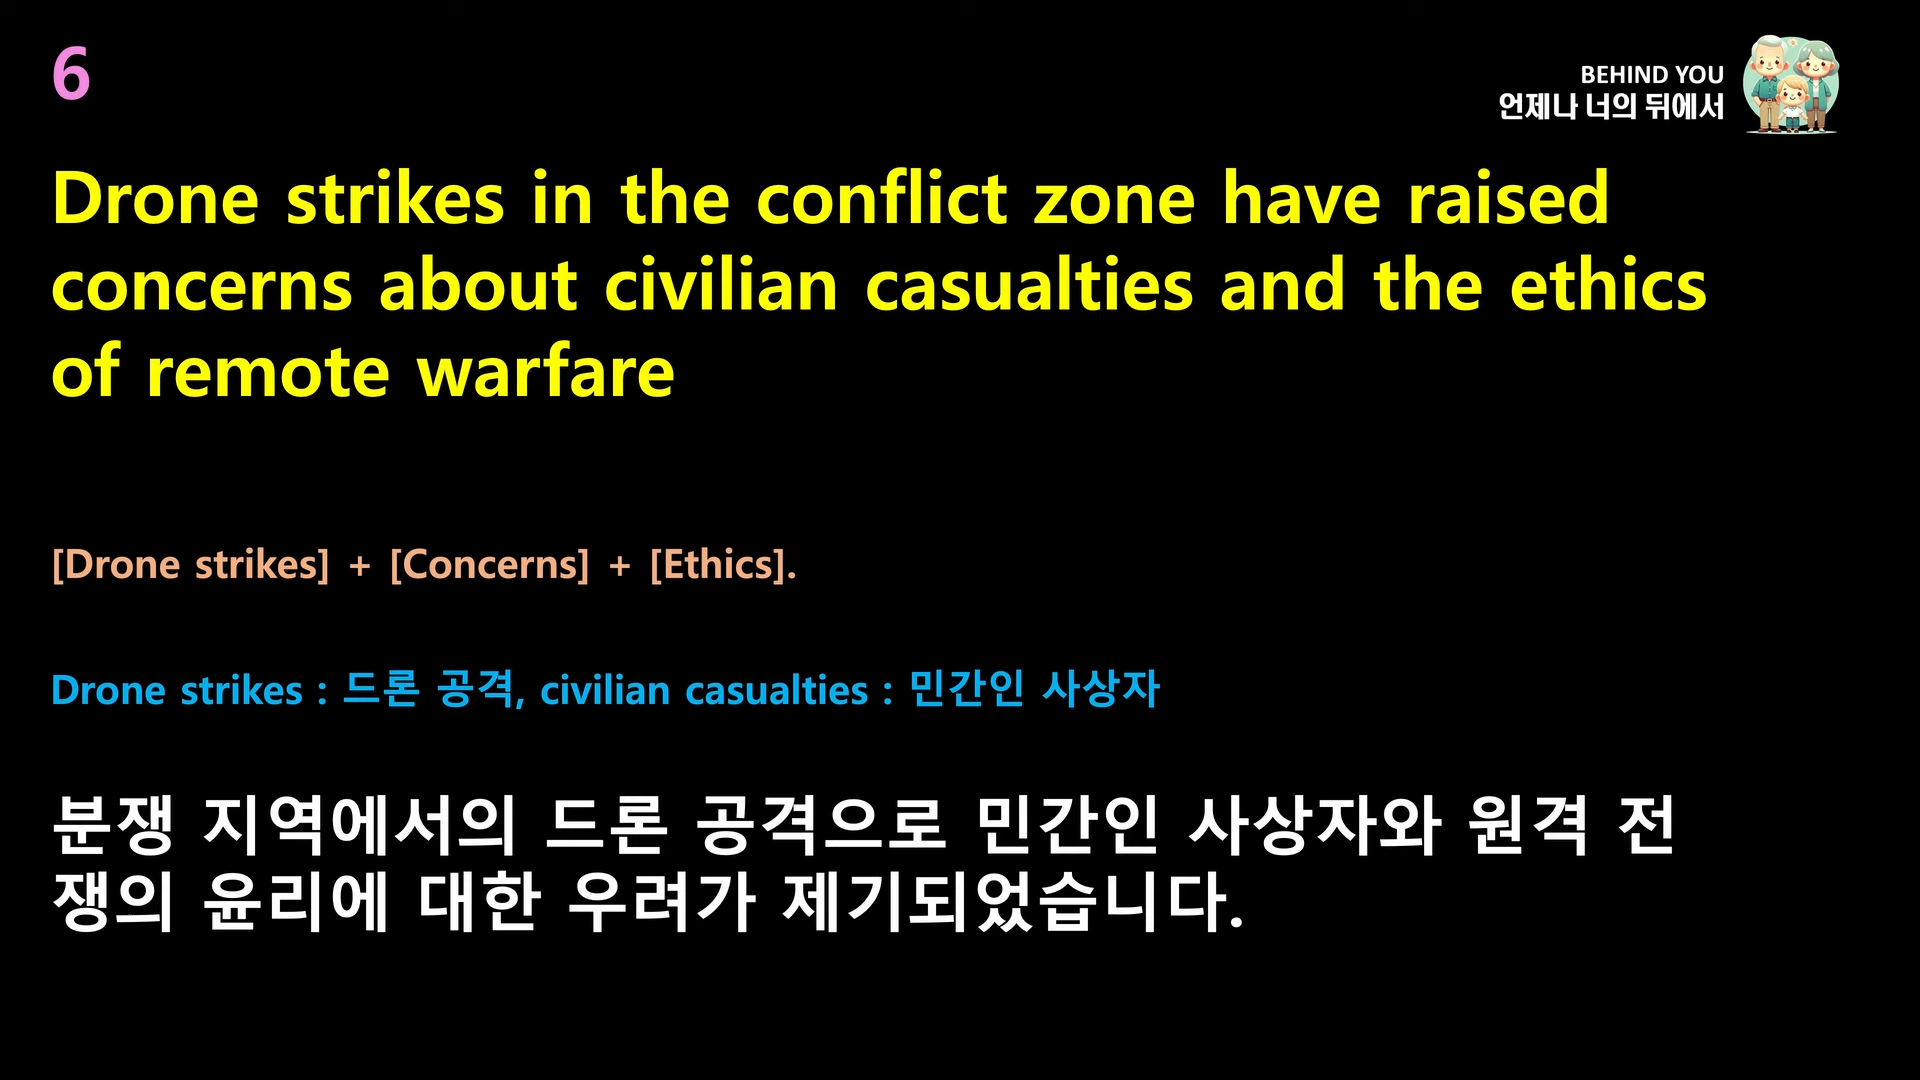 6
BEHIND YOU
언제나 너의 뒤에서
Drone strikes in the conflict zone have raised
concerns about civilian casualties and the ethics
of remote warfare
[Drone strikes] + [Concerns] + [Ethics].
Drone strikes : 드론 공격, civilian casualties : 민간인 사상자
분쟁 지역에서의 드론 공격으로 민간인 사상자와 원격 전
쟁의 윤리에 대한 우려가 제기되었습니다.